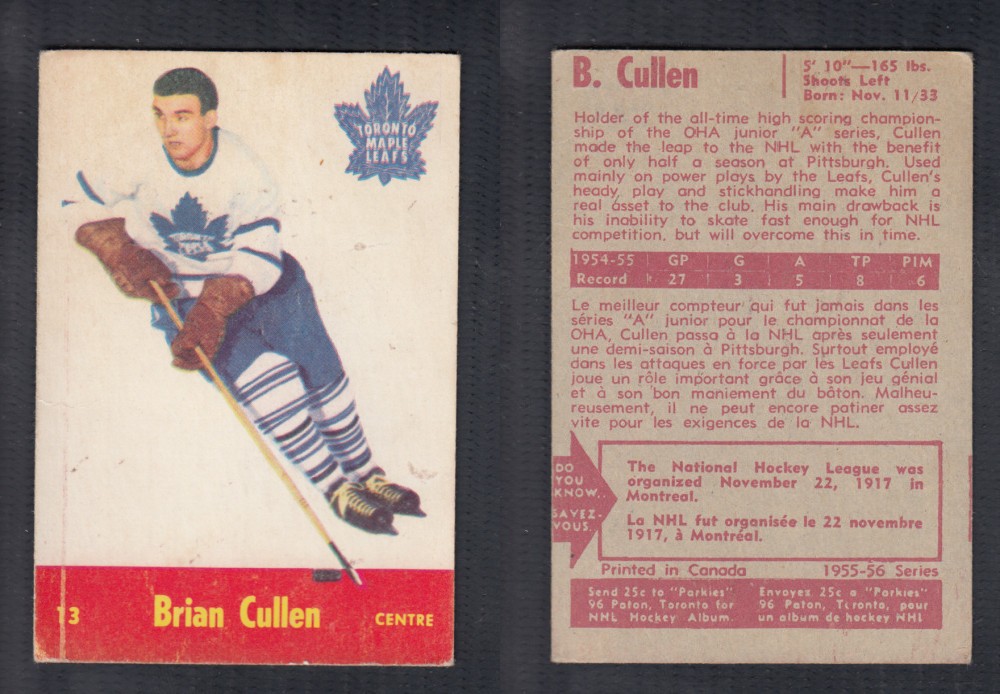 TORONTO
MAPLE
LEAFS
13 Brian Cullen CENTRE
B. Cullen
5' 10"—165 lbs.
Shoots Left
Born: Nov. 11/33
Holder of the all-time high scoring champion-
ship of the OHA junior "A" series, Cullen
made the leap to the NHL with the benefit
of only half a season at Pittsburgh. Used
mainly on power plays by the Leafs, Cullen's
heady play and stickhandling make him a
real asset to the club. His main drawback is
his inability to skate fast enough for NHL
competition, but will overcome this in time.
1954-55 GP G A TP PIM
Record 27 3 5 8 6
Le meilleur compteur qui fut jamais dans les
séries "A" junior pour le championnat de la
OHA, Cullen passa à la NHL après seulement
une demi-saison à Pittsburgh. Surtout employé
dans les attaques en force par les Leafs Cullen
joue un rôle important grâce à son jeu génial
et à son bon maniement du bâton. Malheu-
reusement, il ne peut encore patiner assez
vite pour les exigences de la NHL.
DO
YOU
KNOW..
SAVEZ-
VOUS
The National Hockey League was
organized November 22, 1917 in
Montreal.
La NHL fut organisée le 22 novembre
1917, à Montréal.
Printed in Canada 1955-56 Series
Send 25c to "Parkies"
96 Paton, Toronto for
NHL Hockey Album.
Envoyez 25c a "Parkies"
96 Paton, Toronto, pour
un album de hockey NHL